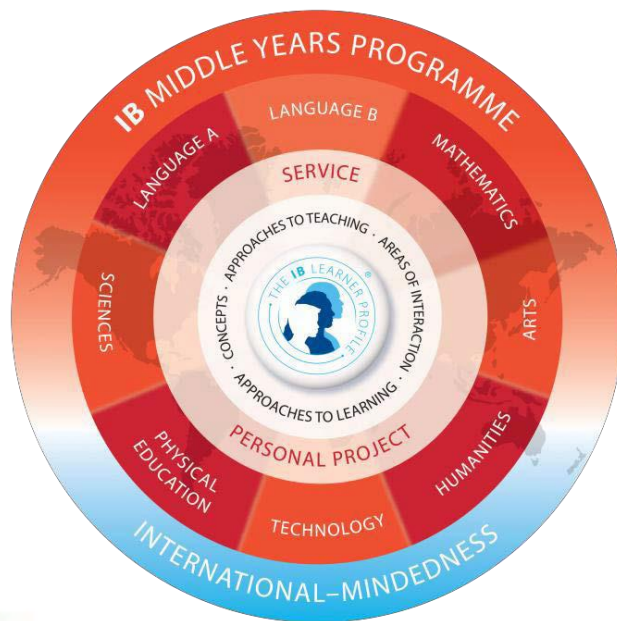 IB MIDDLE YEARS PROGRAMME
LANGUAGE A
LANGUAGE B
MATHEMATICS
SCIENCES
ARTS
PHYSICAL
EDUCATION
TECHNOLOGY
HUMANITIES
SERVICE
PERSONAL PROJECT
APPROACHES TO TEACHING · AREAS OF INTERACTION ·
APPROACHES TO LEARNING · CONCEPTS ·
THE IB LEARNER PROFILE ®
INTERNATIONAL–MINDEDNESS